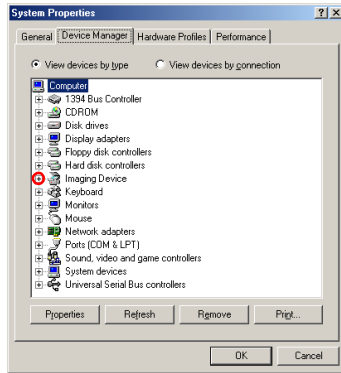 System Properties
General Device Manager Hardware Profiles Performance
View devices by type View devices by connection
Computer
1394 Bus Controller
CDROM
Disk drives
Display adapters
Floppy disk controllers
Hard disk controllers
Imaging Device
Keyboard
Monitors
Mouse
Network adapters
Ports (COM & LPT)
Sound, video and game controllers
System devices
Universal Serial Bus controllers
Properties Refresh Remove Print...
OK Cancel